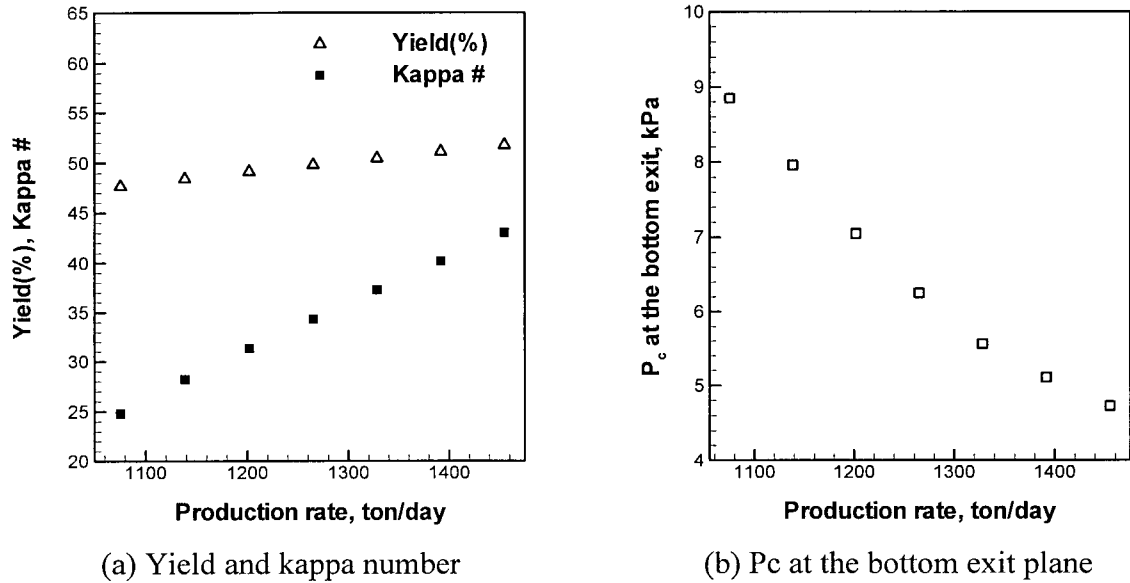 65
60
55
50
45
40
35
30
25
20
Yield(%), Kappa #
Yield(%)
Kappa #
1100 1200 1300 1400
Production rate, ton/day
(a) Yield and kappa number
10
9
8
7
6
5
4
Pc at the bottom exit, kPa
1100 1200 1300 1400
Production rate, ton/day
(b) Pc at the bottom exit plane